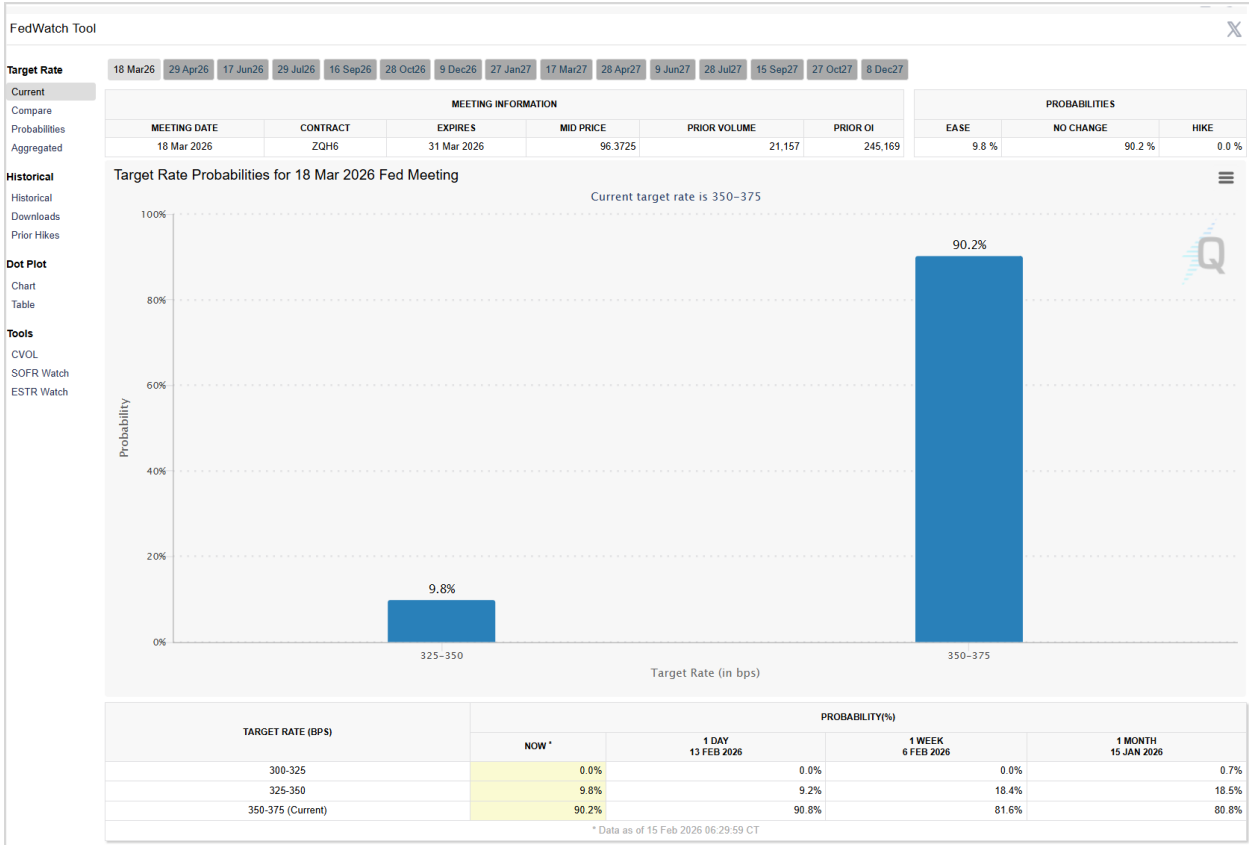 FedWatch Tool
Target Rate
Current
Compare
Probabilities
Aggregated
Historical
Historical
Downloads
Prior Hikes
Dot Plot
Chart
Table
Tools
CVOL
SOFR Watch
ESTR Watch
18 Mar26 29 Apr26 17 Jun26 29 Jul26 16 Sep26 28 Oct26 9 Dec26 27 Jan27 17 Mar27 28 Apr27 9 Jun27 28 Jul27 15 Sep27 27 Oct27 8 Dec27
MEETING INFORMATION
MEETING DATE CONTRACT EXPIRES MID PRICE PRIOR VOLUME PRIOR OI
18 Mar 2026 ZQH6 31 Mar 2026 96.3725 21,157 245,169
PROBABILITIES
EASE NO CHANGE HIKE
9.8 % 90.2 % 0.0 %
Target Rate Probabilities for 18 Mar 2026 Fed Meeting
Current target rate is 350–375
Probability
100%
80%
60%
40%
20%
0%
9.8%
90.2%
Q
325–350 350–375
Target Rate (in bps)
TARGET RATE (BPS) PROBABILITY(%)
NOW * 1 DAY 13 FEB 2026 1 WEEK 6 FEB 2026 1 MONTH 15 JAN 2026
300-325 0.0% 0.0% 0.0% 0.7%
325-350 9.8% 9.2% 18.4% 18.5%
350-375 (Current) 90.2% 90.8% 81.6% 80.8%
* Data as of 15 Feb 2026 06:29:59 CT